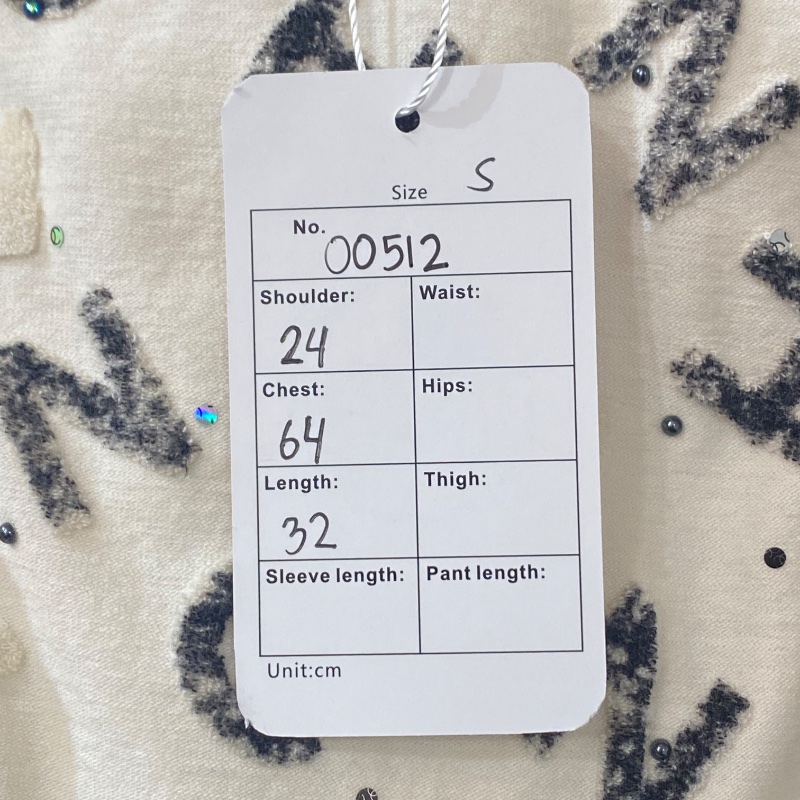 Size S
No. 00512
Shoulder: Waist:
24
Chest: Hips:
64
Length: Thigh:
32
Sleeve length: Pant length:
Unit:cm